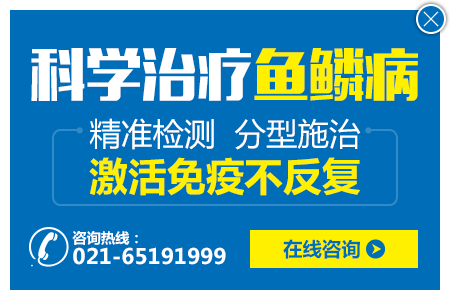 科学治疗鱼鳞病
精准检测 分型施治
激活免疫不反复
咨询热线：
021-65191999
在线咨询